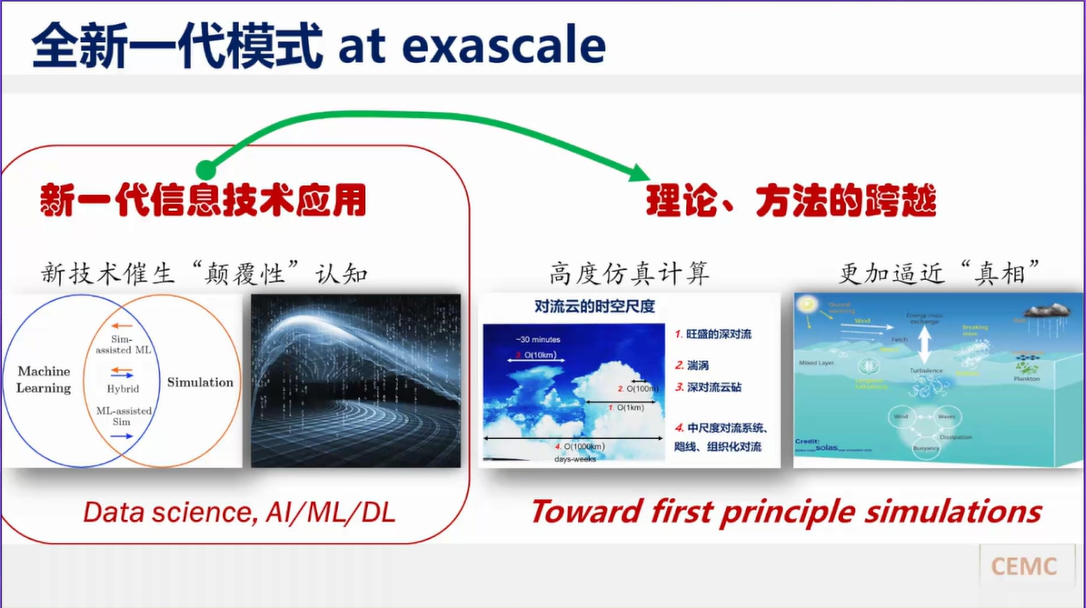 全新一代模式 at exascale
新一代信息技术应用
理论、方法的跨越
新技术催生“颠覆性”认知
高度仿真计算
更加逼近“真相”
Machine
Learning
Sim-
assisted ML
Hybrid
ML-assisted
Sim
Simulation
对流云的时空尺度
~30 minutes
3. O(10km)
2. O(100m)
1. O(1km)
4. O(1000km)
days-weeks
1. 旺盛的深对流
2. 湍涡
3. 深对流云砧
4. 中尺度对流系统、
飑线、组织化对流
Wind
Energy mass
exchange
Breaking
wave
Fetch
Mixed Layer
Turbulence
Plankton
Wind
Waves
Dissipation
Buoyancy
Credit:
solas
Data science, AI/ML/DL
Toward first principle simulations
CEMC